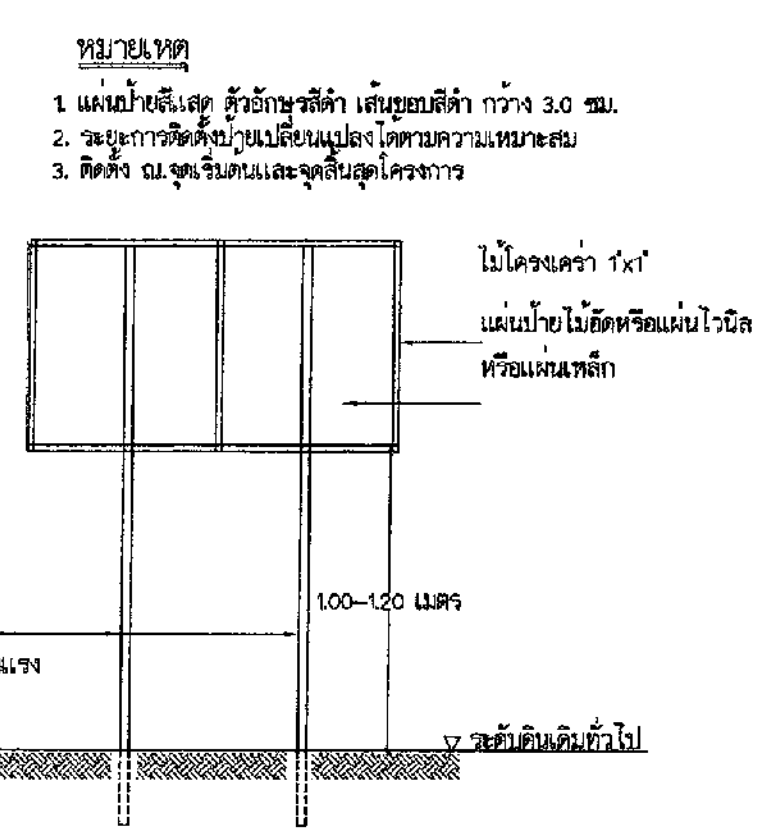 หมายเหตุ
1. แผ่นป้ายสีแสด ตัวอักษรสีดำ เส้นขอบสีดำ กว้าง 3.0 ซม.
2. ระยะการติดตั้งป้ายเปลี่ยนแปลงได้ตามความเหมาะสม
3. ติดตั้ง ณ.จุดเริ่มต้นและจุดสิ้นสุดโครงการ
ไม้โครงเคร่า 1"x1"
แผ่นป้ายไม้อัดหรือแผ่นไวนิล
หรือแผ่นเหล็ก
1.00-1.20 เมตร
แรง
ระดับดินเดิมทั่วไป